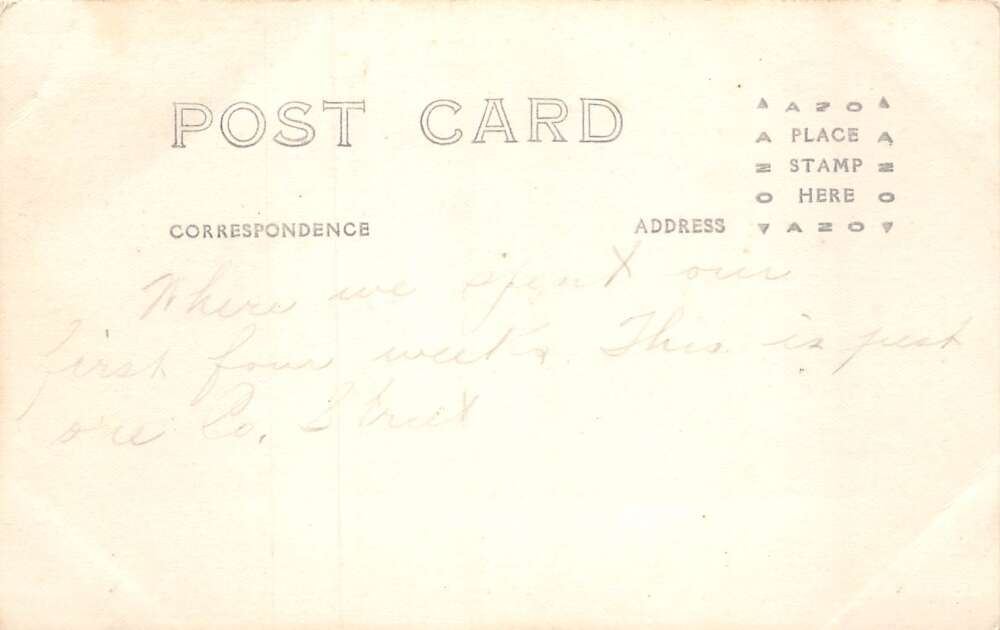 POST CARD
▲ A Z O ▲
A PLACE A
Z STAMP Z
O HERE O
▼ A Z O ▼
CORRESPONDENCE ADDRESS
Where we spent our
first four weeks. This is just
one Co. Street